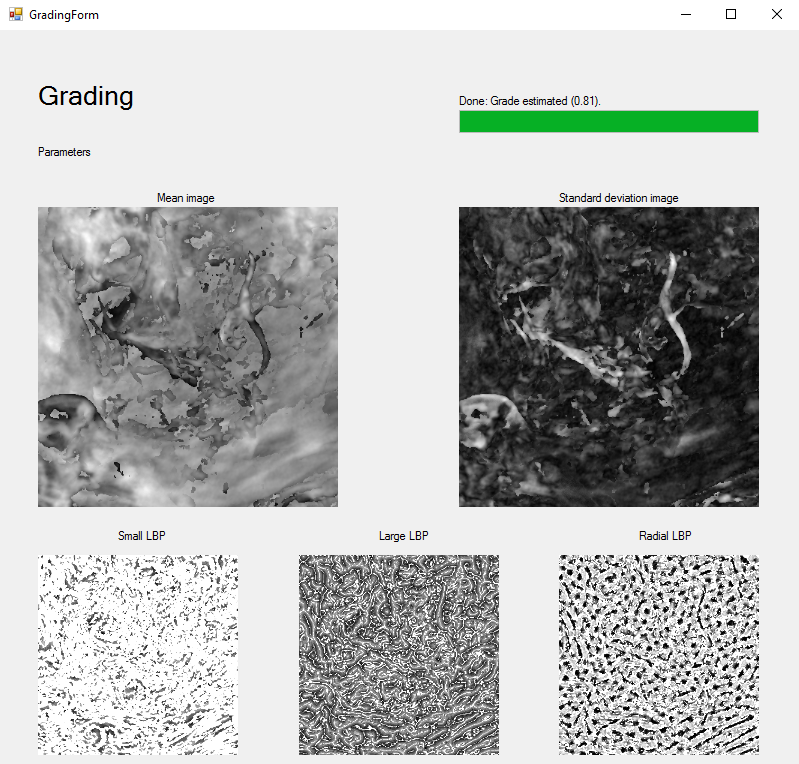 GradingForm
Grading
Done: Grade estimated (0.81).
Parameters
Mean image
Standard deviation image
Small LBP
Large LBP
Radial LBP